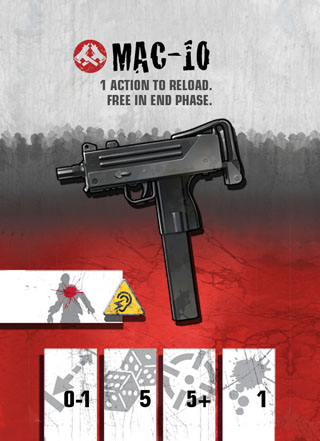 MAC-10
1 ACTION TO RELOAD.
FREE IN END PHASE.
0-1 5 5+ 1